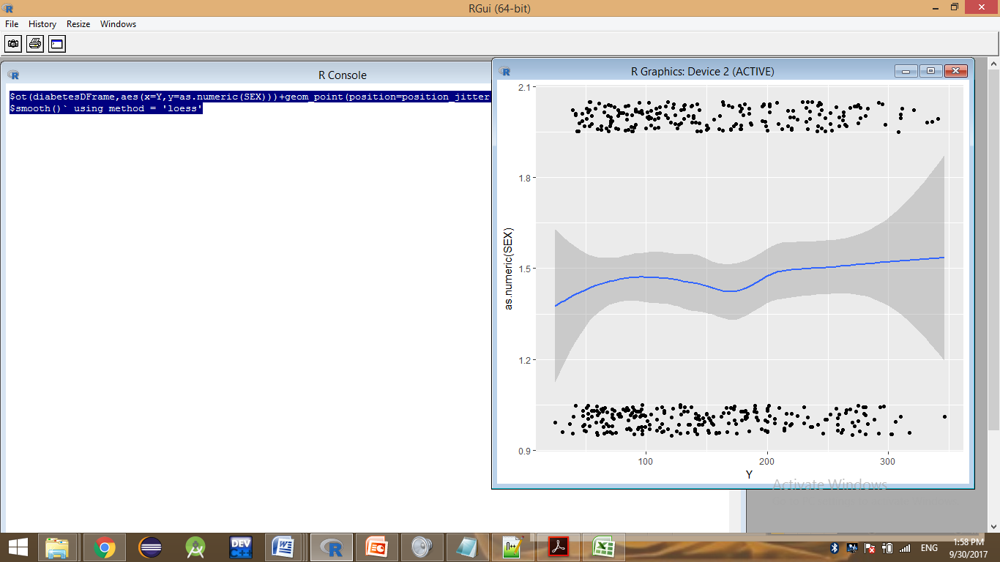 RGui (64-bit)
File History Resize Windows
R Console
$ot(diabetesDFrame,aes(x=Y,y=as.numeric(SEX)))+geom_point(position=position_jitter
$smooth()` using method = 'loess'
R Graphics: Device 2 (ACTIVE)
2.1
1.8
1.5
1.2
0.9
as.numeric(SEX)
100 200 300
Y
Activate Windows
DEV
C++
ENG
1:58 PM
9/30/2017